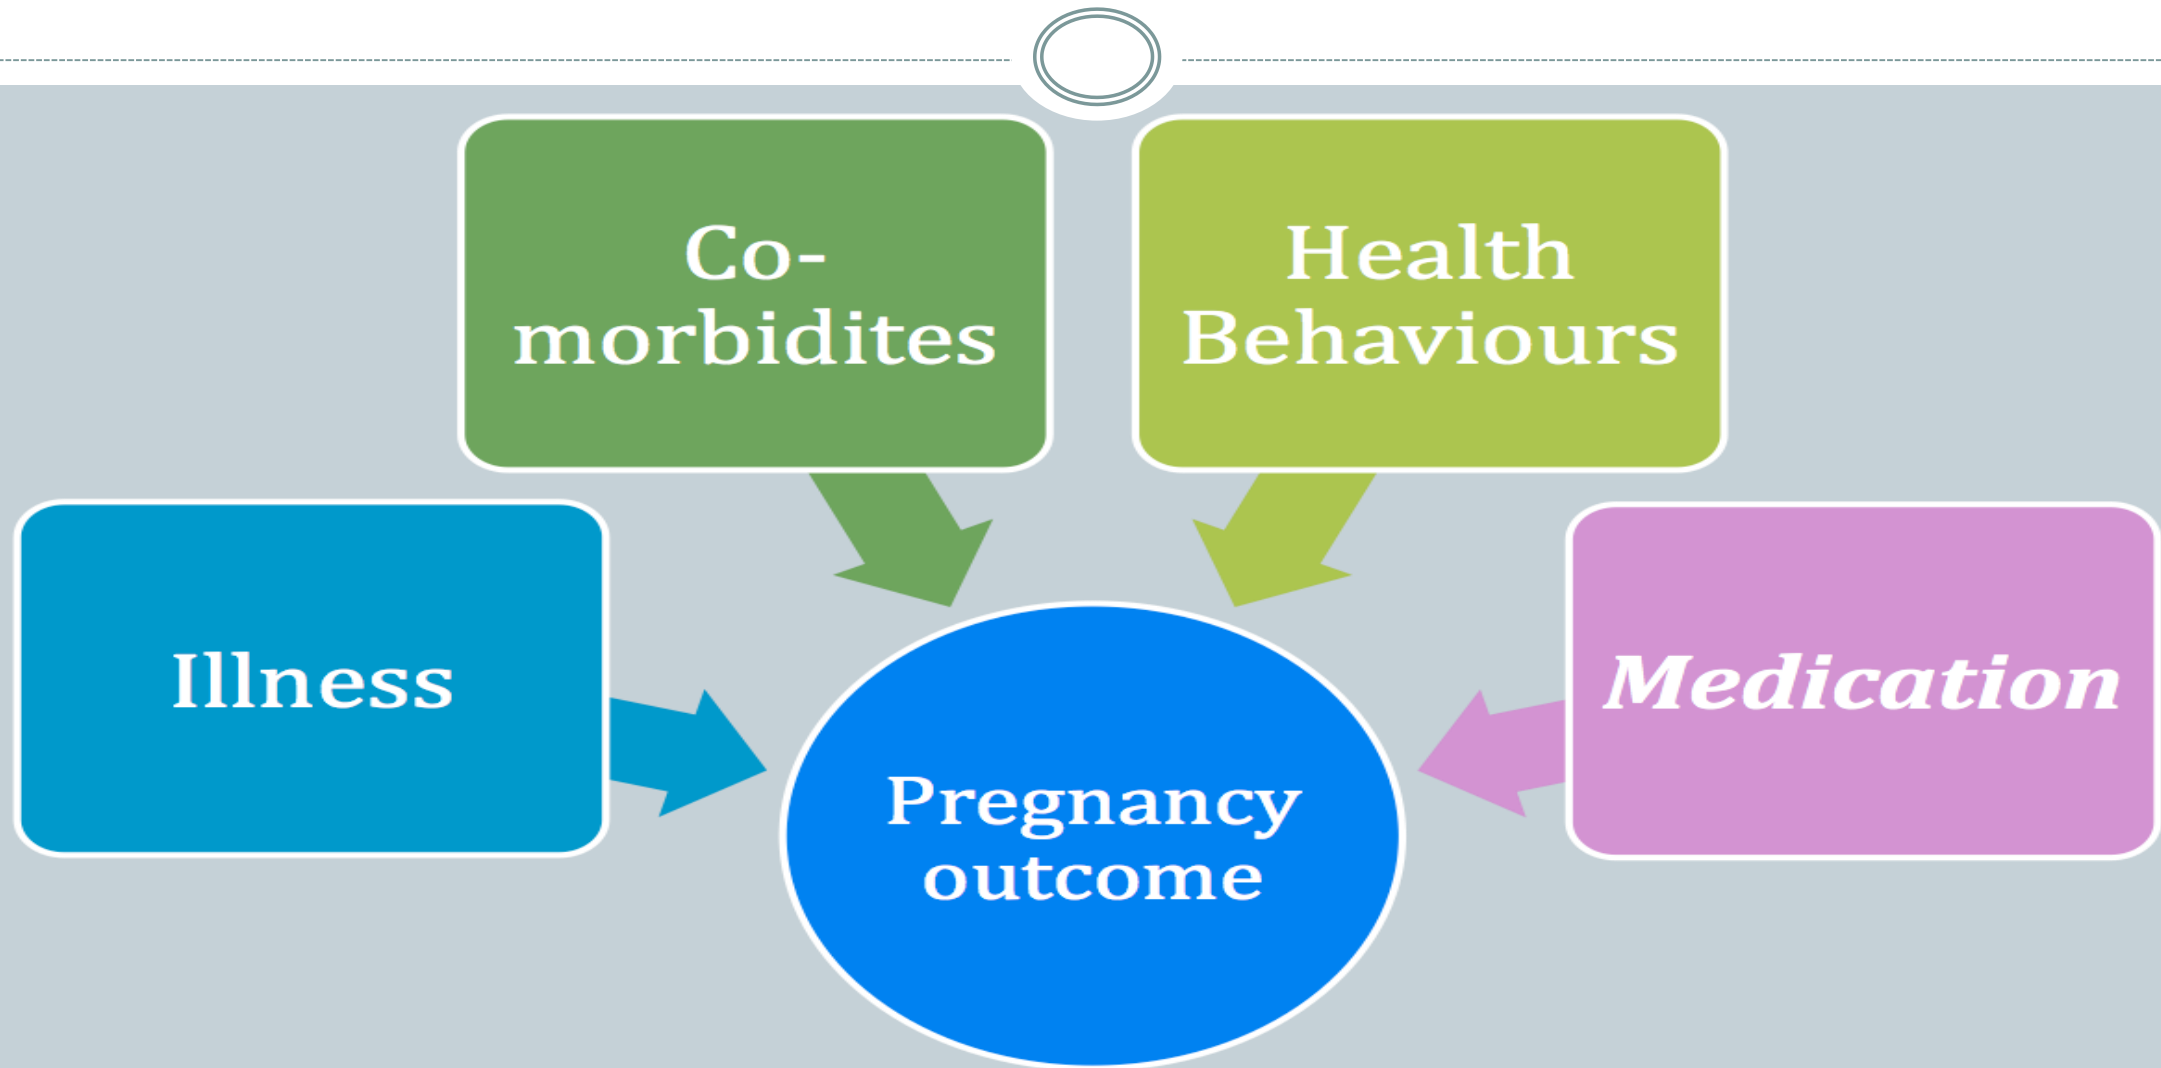 Co-
morbidites
Health
Behaviours
Illness
Medication
Pregnancy
outcome